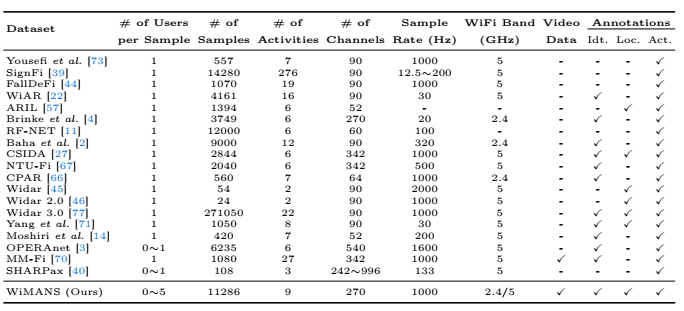 Dataset # of Users per Sample # of Samples # of Activities # of Channels Sample Rate (Hz) WiFi Band (GHz) Video Data Annotations Idt. Loc. Act.
Yousefi et al. [73] 1 557 7 90 1000 5 - - - ✓
SignFi [39] 1 14280 276 90 12.5~200 5 - - - ✓
FallDeFi [44] 1 1070 19 90 1000 5 - - - ✓
WiAR [22] 1 4161 16 90 30 5 - ✓ - ✓
ARIL [57] 1 1394 6 52 - - - - ✓ ✓
Brinke et al. [4] 1 3749 6 270 20 2.4 - ✓ - ✓
RF-NET [11] 1 12000 6 60 100 - - - - ✓
Baha et al. [2] 1 9000 12 90 320 2.4 - ✓ - ✓
CSIDA [27] 1 2844 6 342 1000 5 - ✓ ✓ ✓
NTU-Fi [67] 1 2040 6 342 500 5 - ✓ - ✓
CPAR [66] 1 560 7 64 1000 2.4 - ✓ - ✓
Widar [45] 1 54 2 90 2000 5 - - ✓ ✓
Widar 2.0 [46] 1 24 2 90 1000 5 - - ✓ ✓
Widar 3.0 [77] 1 271050 22 90 1000 5 - ✓ ✓ ✓
Yang et al. [71] 1 1050 8 90 30 5 - ✓ ✓ ✓
Moshiri et al. [14] 1 420 7 52 200 5 - ✓ - ✓
OPERAnet [3] 0~1 6235 6 540 1600 5 - ✓ - ✓
MM-Fi [70] 1 1080 27 342 1000 5 ✓ ✓ - ✓
SHARPax [40] 0~1 108 3 242~996 133 5 - - - ✓
WiMANS (Ours) 0~5 11286 9 270 1000 2.4/5 ✓ ✓ ✓ ✓